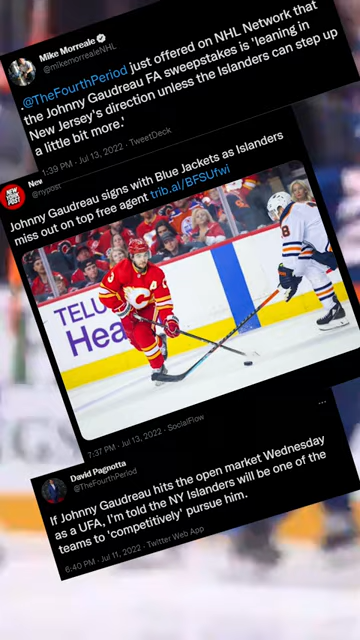 Mike Morreale
@mikemorrealeNHL
@TheFourthPeriod just offered on NHL Network that
the Johnny Gaudreau FA sweepstakes is 'leaning in
New Jersey's direction unless the Islanders can step up
a little bit more.'
1:39 PM · Jul 13, 2022 · TweetDeck
NEW YORK POST
New
@nypost
Johnny Gaudreau signs with Blue Jackets as Islanders
miss out on top free agent trib.al/BFSUfwi
TELU
Hea
A
8
7:37 PM · Jul 13, 2022 · SocialFlow
David Pagnotta
@TheFourthPeriod
If Johnny Gaudreau hits the open market Wednesday
as a UFA, I'm told the NY Islanders will be one of the
teams to 'competitively' pursue him.
6:40 PM · Jul 11, 2022 · Twitter Web App